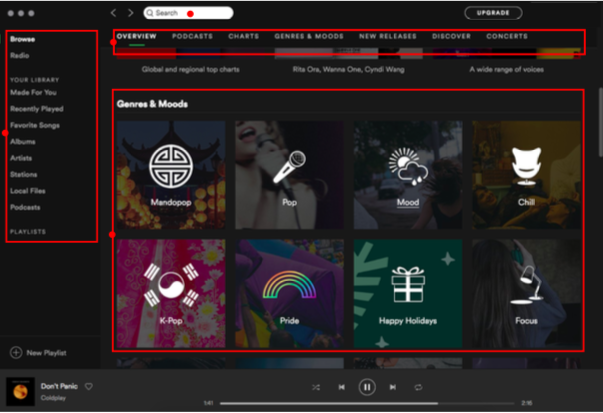 Search
UPGRADE
Browse
Radio
YOUR LIBRARY
Made For You
Recently Played
Favorite Songs
Albums
Artists
Stations
Local Files
Podcasts
PLAYLISTS
New Playlist
OVERVIEW PODCASTS CHARTS GENRES & MOODS NEW RELEASES DISCOVER CONCERTS
Global and regional top charts
Rita Ora, Wanna One, Cyndi Wang
A wide range of voices
Genres & Moods
Mandopop
Pop
Mood
Chill
K-Pop
Pride
Happy Holidays
Focus
Don't Panic
Coldplay
1:41
2:16